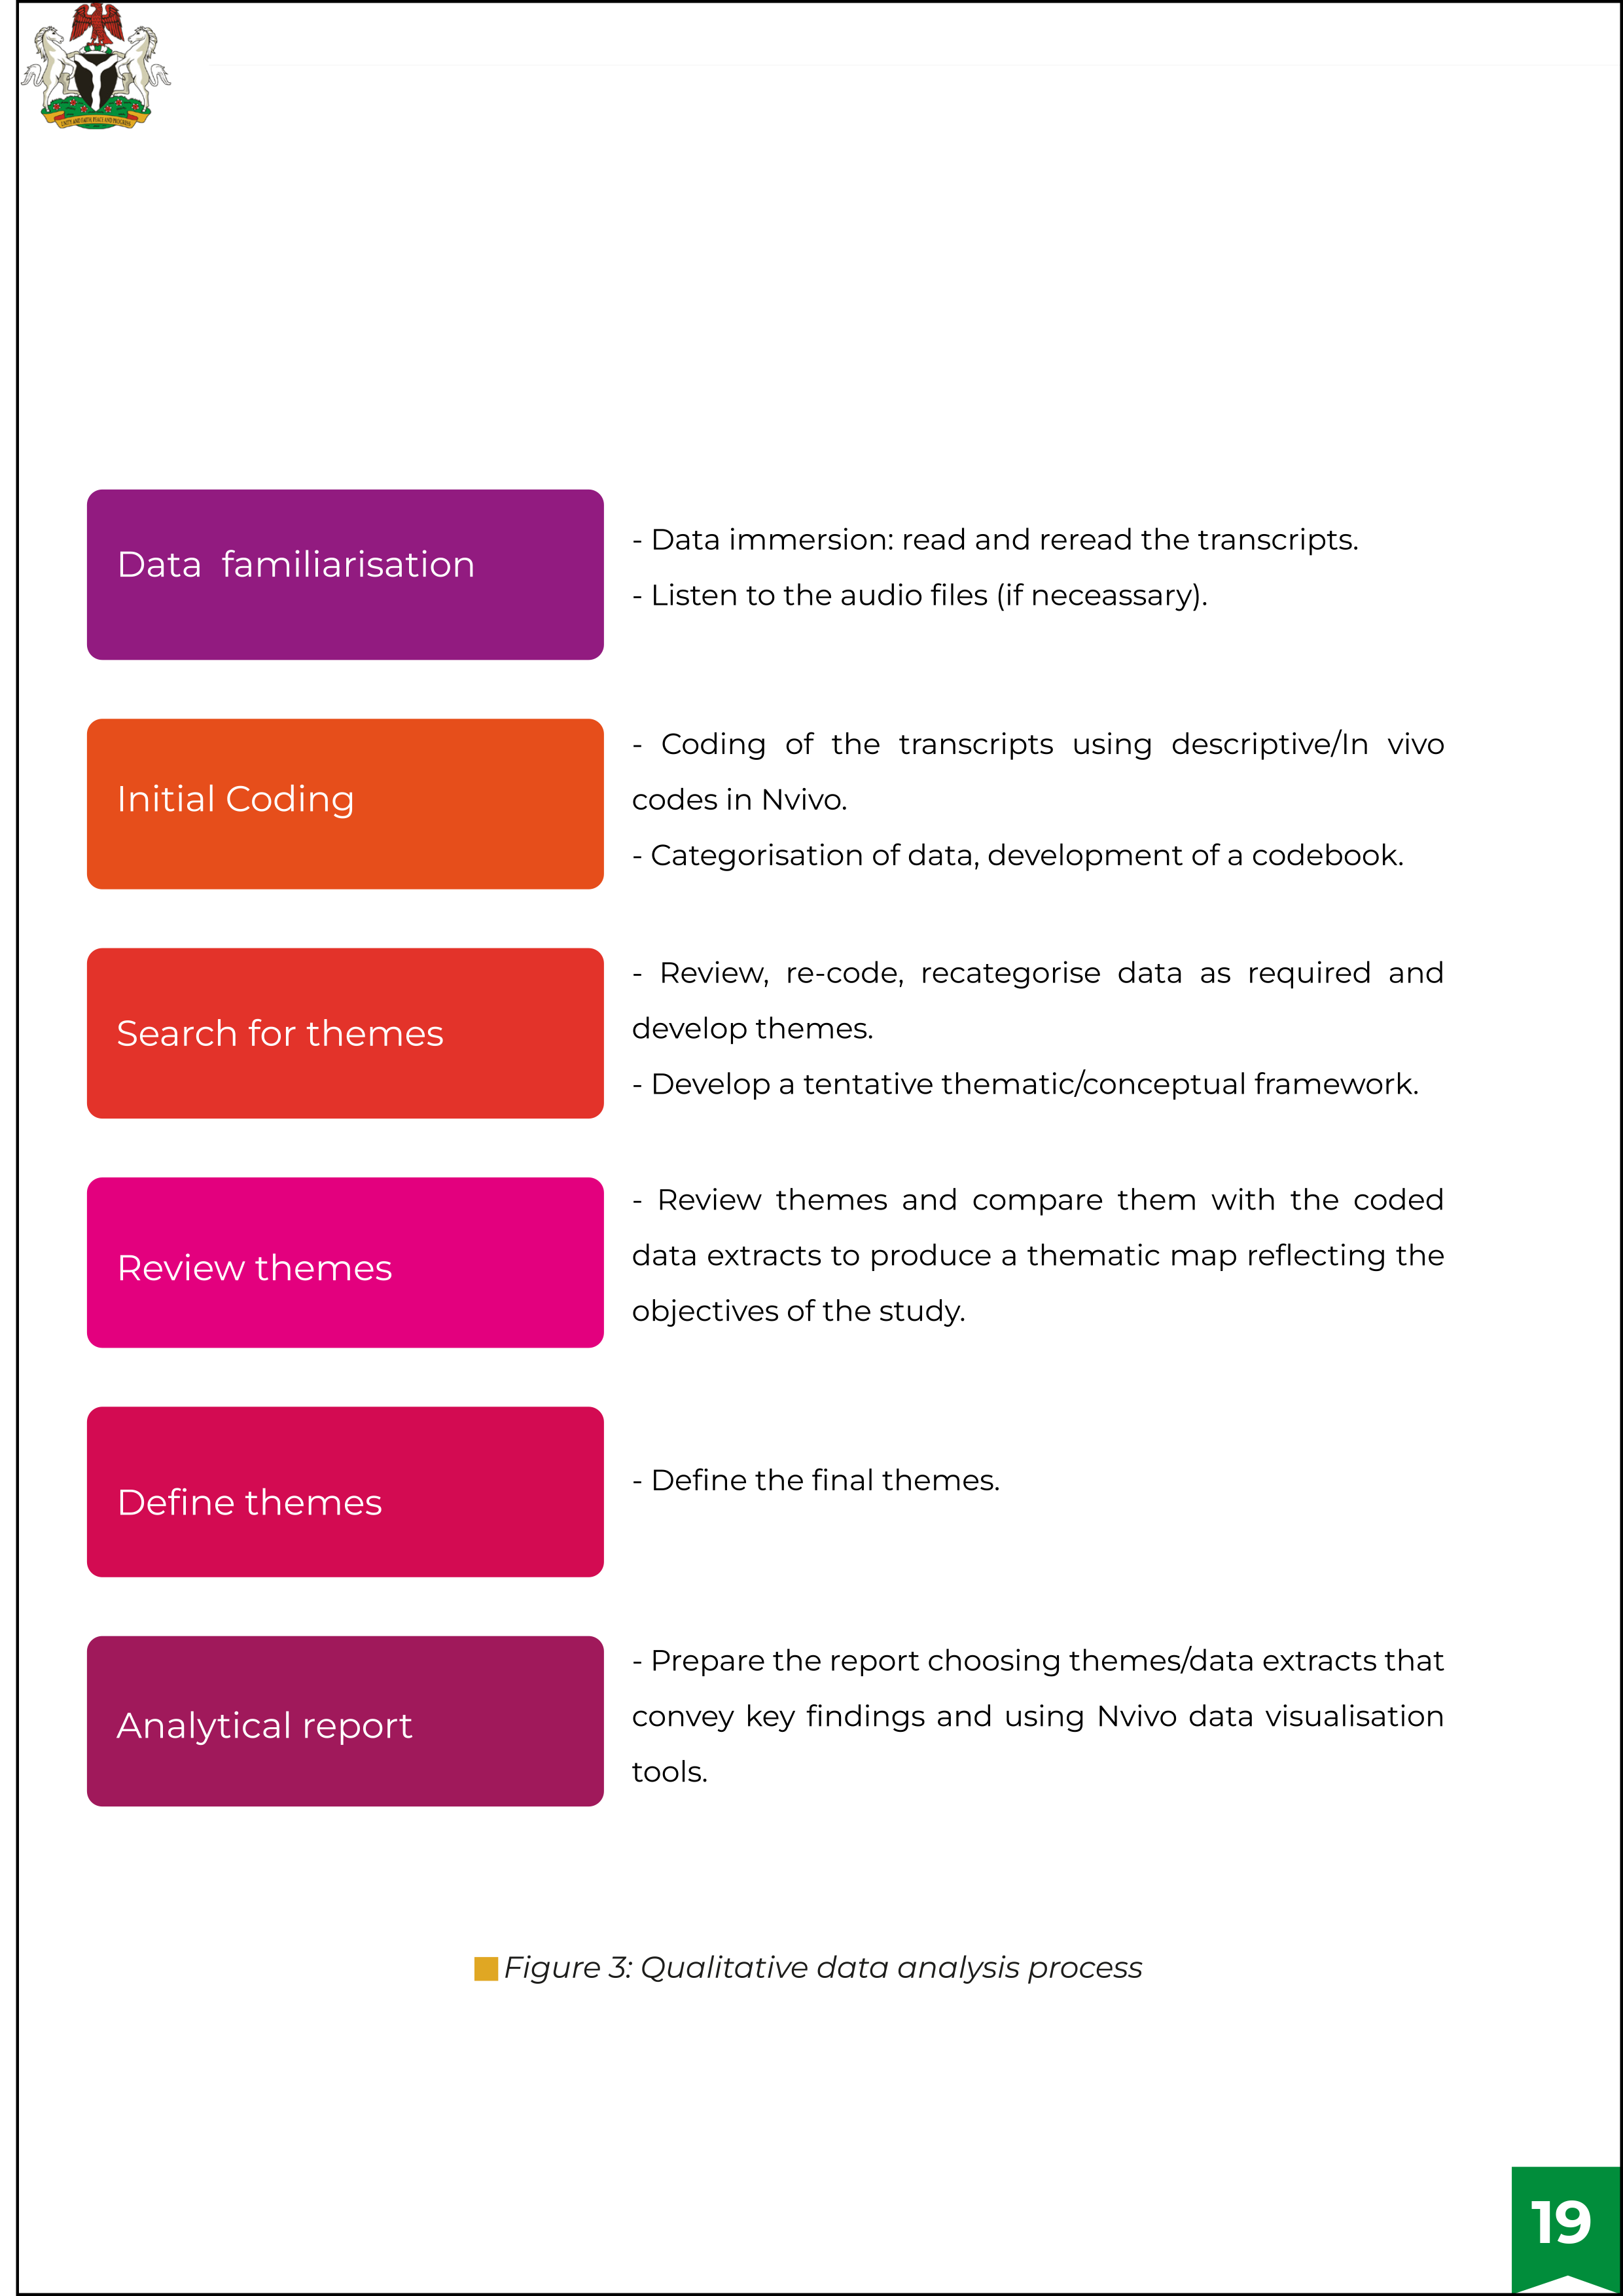 UNITY AND FAITH, PEACE AND PROGRESS
Data familiarisation
- Data immersion: read and reread the transcripts.
- Listen to the audio files (if neceassary).
Initial Coding
- Coding of the transcripts using descriptive/In vivo
codes in Nvivo.
- Categorisation of data, development of a codebook.
Search for themes
- Review, re-code, recategorise data as required and
develop themes.
- Develop a tentative thematic/conceptual framework.
Review themes
- Review themes and compare them with the coded
data extracts to produce a thematic map reflecting the
objectives of the study.
Define themes
- Define the final themes.
Analytical report
- Prepare the report choosing themes/data extracts that
convey key findings and using Nvivo data visualisation
tools.
Figure 3: Qualitative data analysis process
19